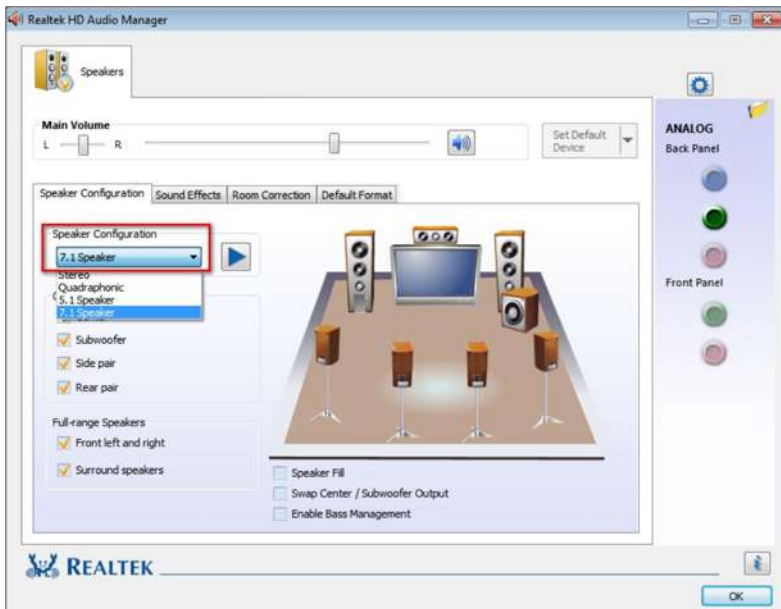 Realtek HD Audio Manager
Speakers
Main Volume
L R
Set Default
Device
ANALOG
Back Panel
Speaker Configuration Sound Effects Room Correction Default Format
Speaker Configuration
7.1 Speaker
Stereo
Quadraphonic
5.1 Speaker
7.1 Speaker
Subwoofer
Side pair
Rear pair
Front Panel
Full-range Speakers
Front left and right
Surround speakers
Speaker Fill
Swap Center / Subwoofer Output
Enable Bass Management
REALTEK
OK